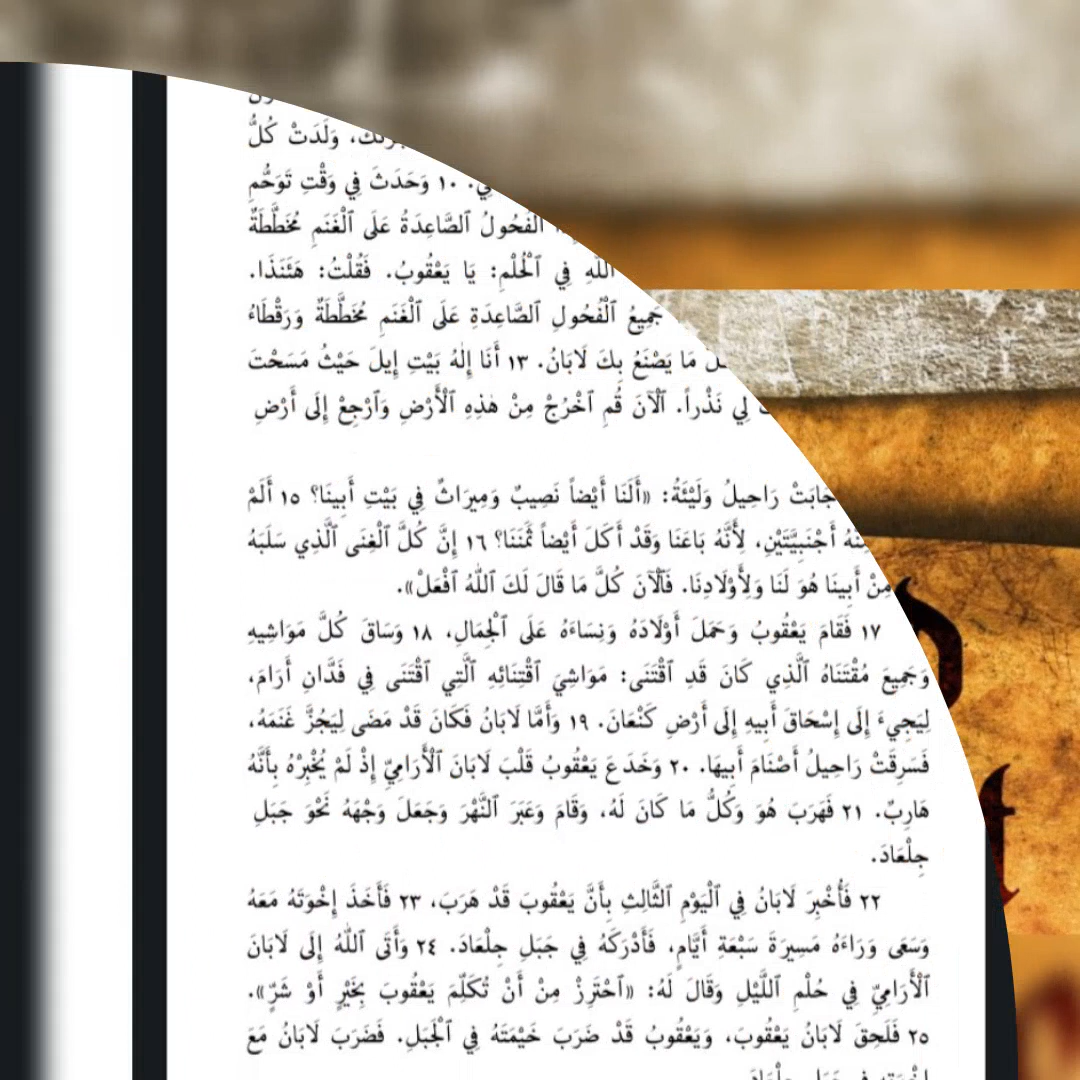 وَلَدَتْ كُلُّ
١٠ وَحَدَثَ فِي وَقْتِ تَوَحُّمِ
ٱلْفُحُولُ ٱلصَّاعِدَةُ عَلَى ٱلْغَنَمِ مُخَطَّطَةٌ
ٱللّٰهِ فِي ٱلْحُلْمِ: يَا يَعْقُوبُ. فَقُلْتُ: هَئَنَذَا.
جَمِيعُ ٱلْفُحُولِ ٱلصَّاعِدَةِ عَلَى ٱلْغَنَمِ مُخَطَّطَةٌ وَرَقْطَاءُ
مَا يَصْنَعُ بِكَ لَابَانُ. ١٣ أَنَا إِلٰهُ بَيْتِ إِيلَ حَيْثُ مَسَحْتَ
لِي نَذْراً. ٱلْآنَ قُمِ ٱخْرُجْ مِنْ هٰذِهِ ٱلْأَرْضِ وَٱرْجِعْ إِلَى أَرْضِ
رَاحِيلُ وَلَيْئَةُ: «أَلَنَا أَيْضاً نَصِيبٌ وَمِيرَاثٌ فِي بَيْتِ أَبِينَا؟ ١٥ أَلَمْ
أَجْنَبِيَّتَيْنِ، لِأَنَّهُ بَاعَنَا وَقَدْ أَكَلَ أَيْضاً ثَمَنَنَا؟ ١٦ إِنَّ كُلَّ ٱلْغِنَى ٱلَّذِي سَلَبَهُ
مِنْ أَبِينَا هُوَ لَنَا وَلِأَوْلَادِنَا. فَٱلْآنَ كُلَّ مَا قَالَ لَكَ ٱللّٰهُ ٱفْعَلْ».
١٧ فَقَامَ يَعْقُوبُ وَحَمَلَ أَوْلَادَهُ وَنِسَاءَهُ عَلَى ٱلْجِمَالِ، ١٨ وَسَاقَ كُلَّ مَوَاشِيهِ
وَجَمِيعَ مُقْتَنَاهُ ٱلَّذِي كَانَ قَدِ ٱقْتَنَى: مَوَاشِيَ ٱقْتِنَائِهِ ٱلَّتِي ٱقْتَنَى فِي فَدَّانِ أَرَامَ،
لِيَجِيءَ إِلَى إِسْحَاقَ أَبِيهِ إِلَى أَرْضِ كَنْعَانَ. ١٩ وَأَمَّا لَابَانُ فَكَانَ قَدْ مَضَى لِيَجُزَّ غَنَمَهُ،
فَسَرِقَتْ رَاحِيلُ أَصْنَامَ أَبِيهَا. ٢٠ وَخَدَعَ يَعْقُوبُ قَلْبَ لَابَانَ ٱلْأَرَامِيِّ إِذْ لَمْ يُخْبِرْهُ بِأَنَّهُ
هَارِبٌ. ٢١ فَهَرَبَ هُوَ وَكُلُّ مَا كَانَ لَهُ، وَقَامَ وَعَبَرَ ٱلنَّهْرَ وَجَعَلَ وَجْهَهُ نَحْوَ جَبَلِ
جِلْعَادَ.
٢٢ فَأُخْبِرَ لَابَانُ فِي ٱلْيَوْمِ ٱلثَّالِثِ بِأَنَّ يَعْقُوبَ قَدْ هَرَبَ، ٢٣ فَأَخَذَ إِخْوَتَهُ مَعَهُ
وَسَعَى وَرَاءَهُ مَسِيرَةَ سَبْعَةِ أَيَّامٍ، فَأَدْرَكَهُ فِي جَبَلِ جِلْعَادَ. ٢٤ وَأَتَى ٱللّٰهُ إِلَى لَابَانَ
ٱلْأَرَامِيِّ فِي حُلْمِ ٱللَّيْلِ وَقَالَ لَهُ: «ٱحْتَرِزْ مِنْ أَنْ تُكَلِّمَ يَعْقُوبَ بِخَيْرٍ أَوْ شَرٍّ».
٢٥ فَلَحِقَ لَابَانُ يَعْقُوبَ، وَيَعْقُوبُ قَدْ ضَرَبَ خَيْمَتَهُ فِي ٱلْجَبَلِ. فَضَرَبَ لَابَانُ مَعَ